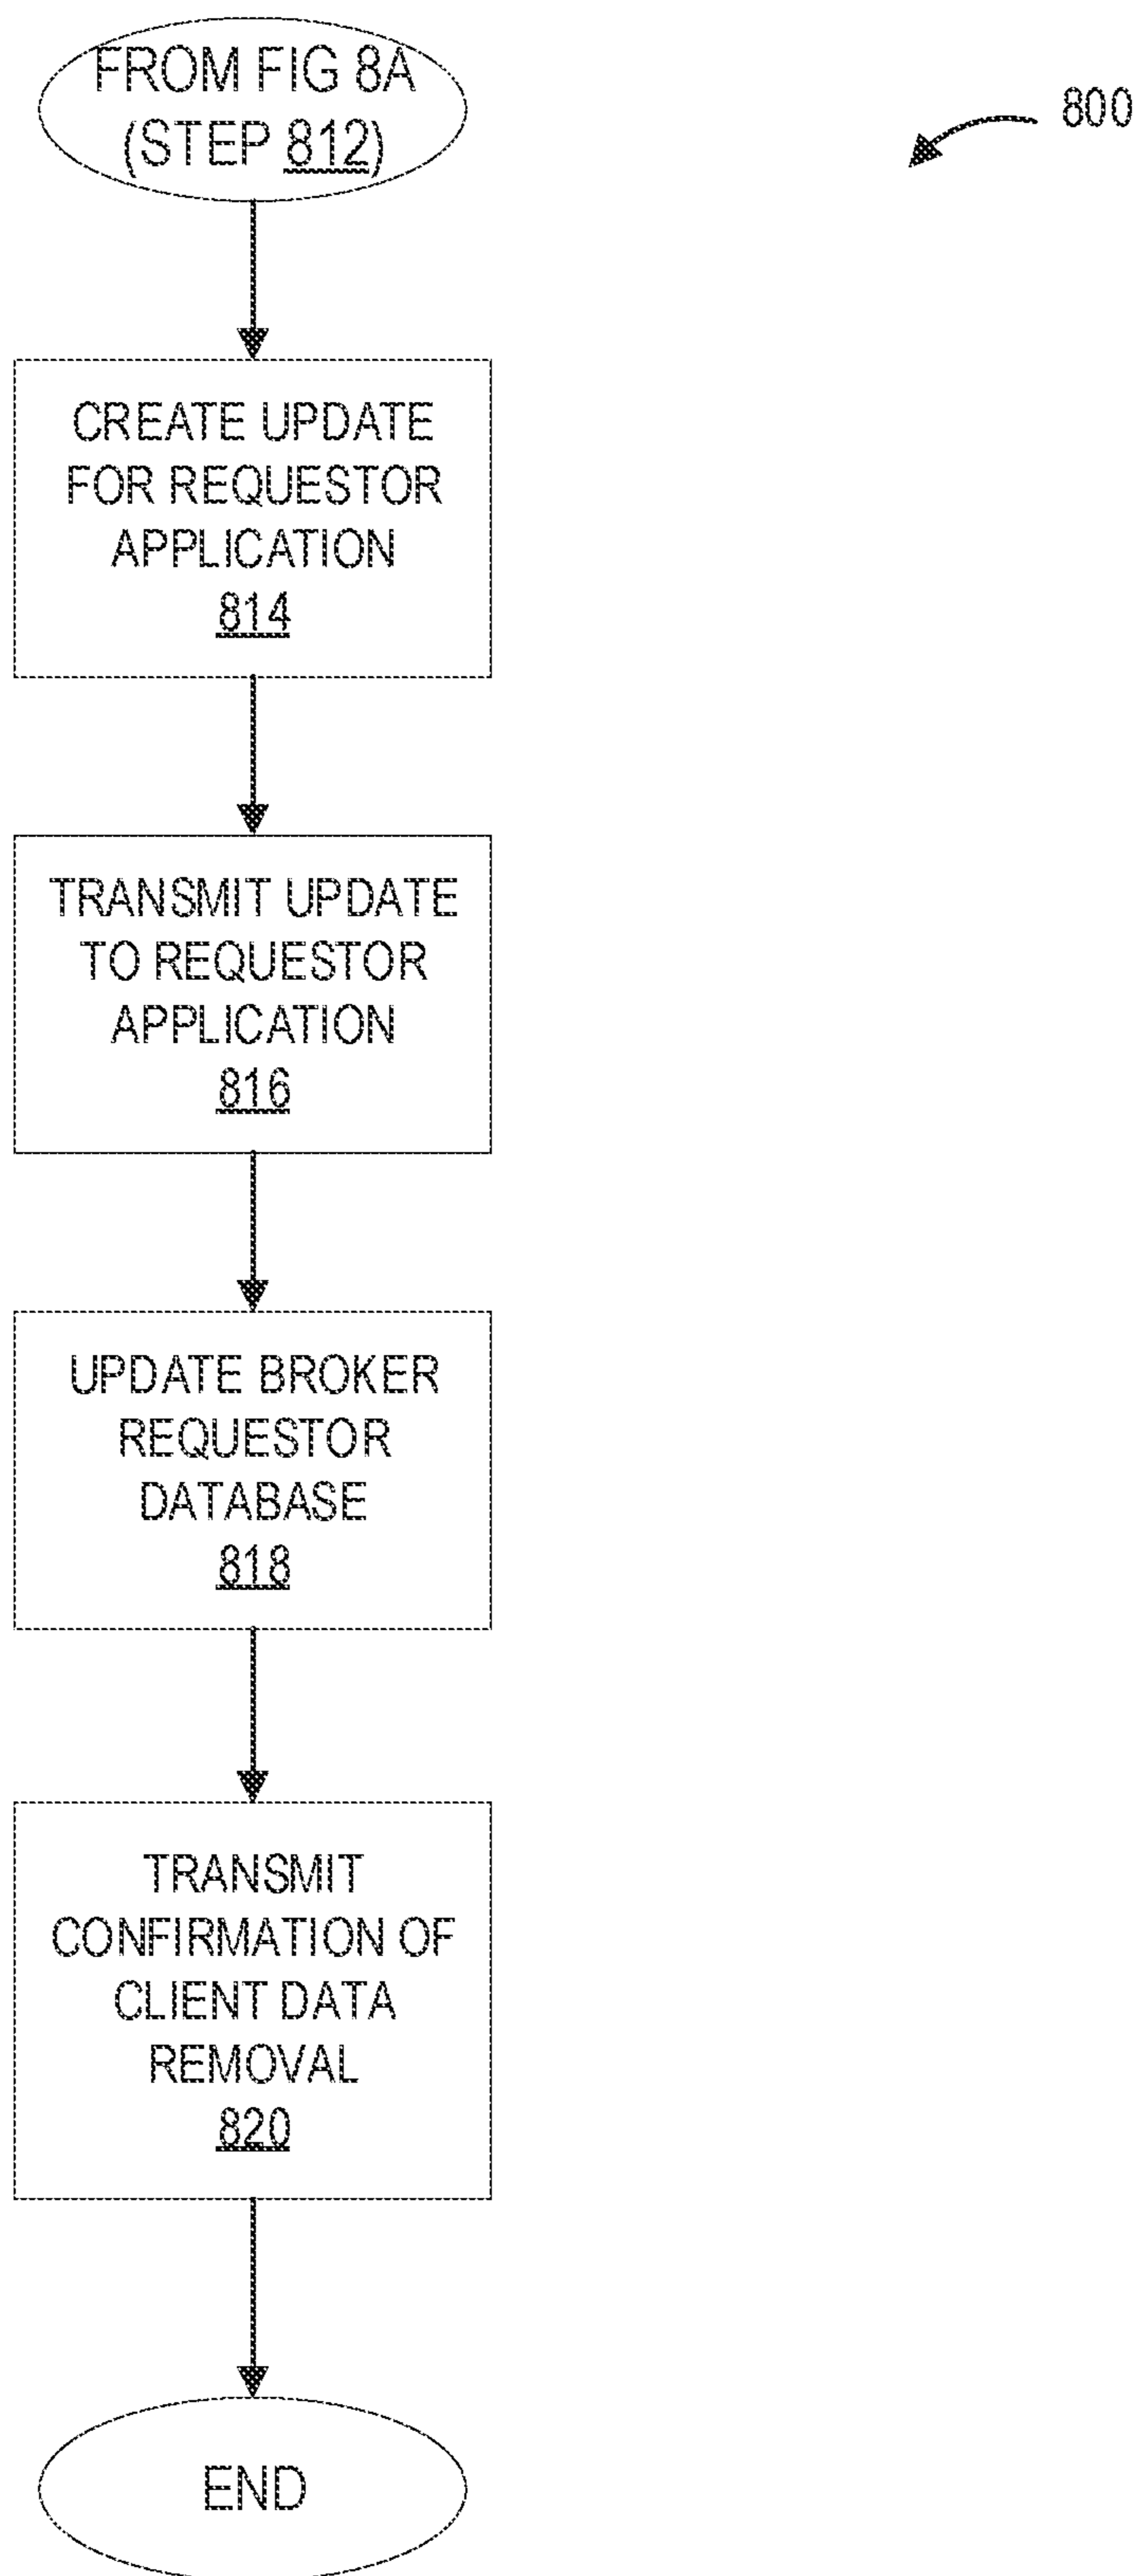 FROM FIG 8A
(STEP 812)
800
CREATE UPDATE
FOR REQUESTOR
APPLICATION
814
TRANSMIT UPDATE
TO REQUESTOR
APPLICATION
816
UPDATE BROKER
REQUESTOR
DATABASE
818
TRANSMIT
CONFIRMATION OF
CLIENT DATA
REMOVAL
820
END